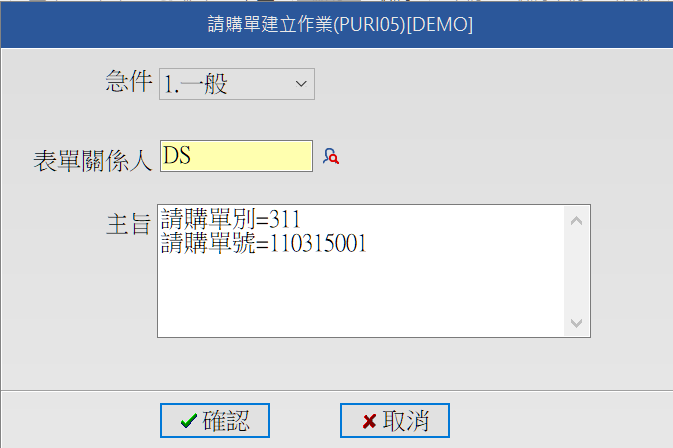 請購單建立作業(PURI05)[DEMO]
急件 1.一般
表單關係人 DS
主旨 請購單別=311
請購單號=110315001
確認 取消